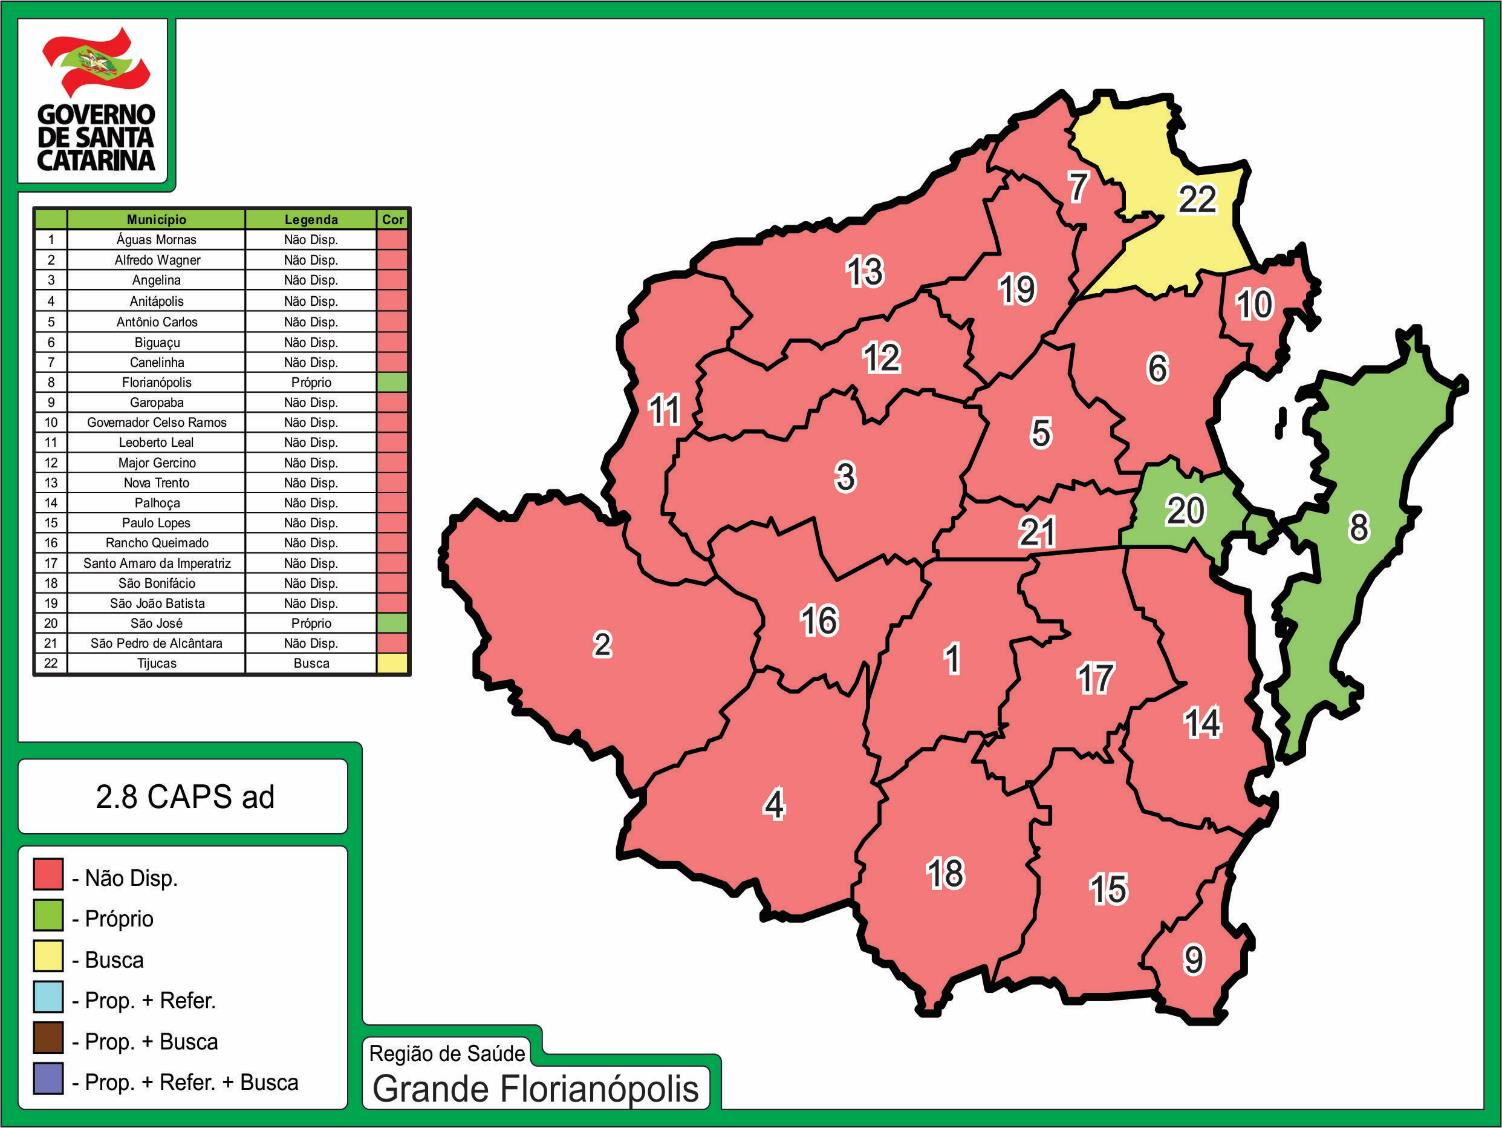 GOVERNO
DE SANTA
CATARINA
Município Legenda Cor
1 Águas Mornas Não Disp.
2 Alfredo Wagner Não Disp.
3 Angelina Não Disp.
4 Anitápolis Não Disp.
5 Antônio Carlos Não Disp.
6 Biguaçu Não Disp.
7 Canelinha Não Disp.
8 Florianópolis Próprio
9 Garopaba Não Disp.
10 Governador Celso Ramos Não Disp.
11 Leoberto Leal Não Disp.
12 Major Gercino Não Disp.
13 Nova Trento Não Disp.
14 Palhoça Não Disp.
15 Paulo Lopes Não Disp.
16 Rancho Queimado Não Disp.
17 Santo Amaro da Imperatriz Não Disp.
18 São Bonifácio Não Disp.
19 São João Batista Não Disp.
20 São José Próprio
21 São Pedro de Alcântara Não Disp.
22 Tijucas Busca
7
22
13
19
10
12
6
11
5
3
20
21
8
16
2
1
17
14
4
18
15
9
2.8 CAPS ad
- Não Disp.
- Próprio
- Busca
- Prop. + Refer.
- Prop. + Busca
- Prop. + Refer. + Busca
Região de Saúde
Grande Florianópolis